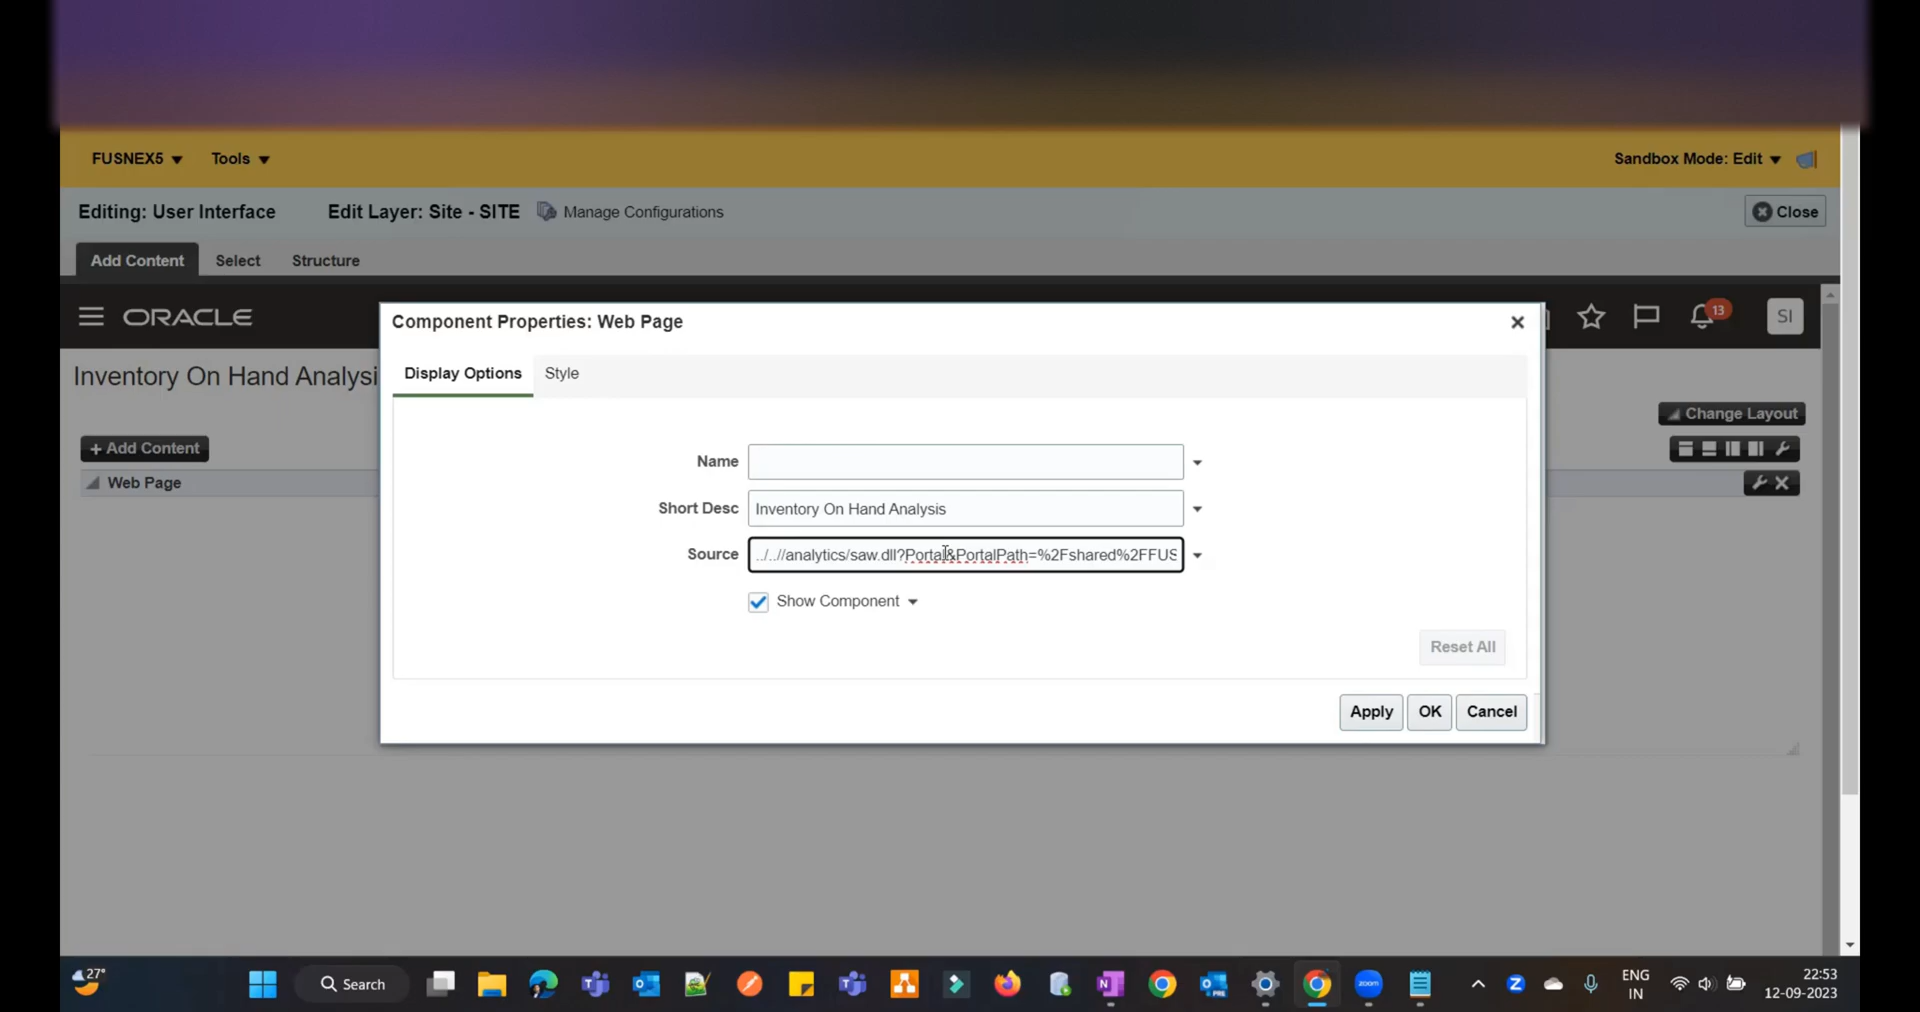 FUSNEX5 Tools Sandbox Mode: Edit
Editing: User Interface Edit Layer: Site - SITE Manage Configurations Close
Add Content Select Structure
ORACLE 13 SI
Component Properties: Web Page
Inventory On Hand Analysi
Display Options Style
Change Layout
+ Add Content
Web Page
Name
Short Desc Inventory On Hand Analysis
Source ../..//analytics/saw.dll?Portal&PortalPath=%2Fshared%2FFUS
Show Component
Reset All
Apply OK Cancel
27° Search zoom ENG 22:53
IN 12-09-2023